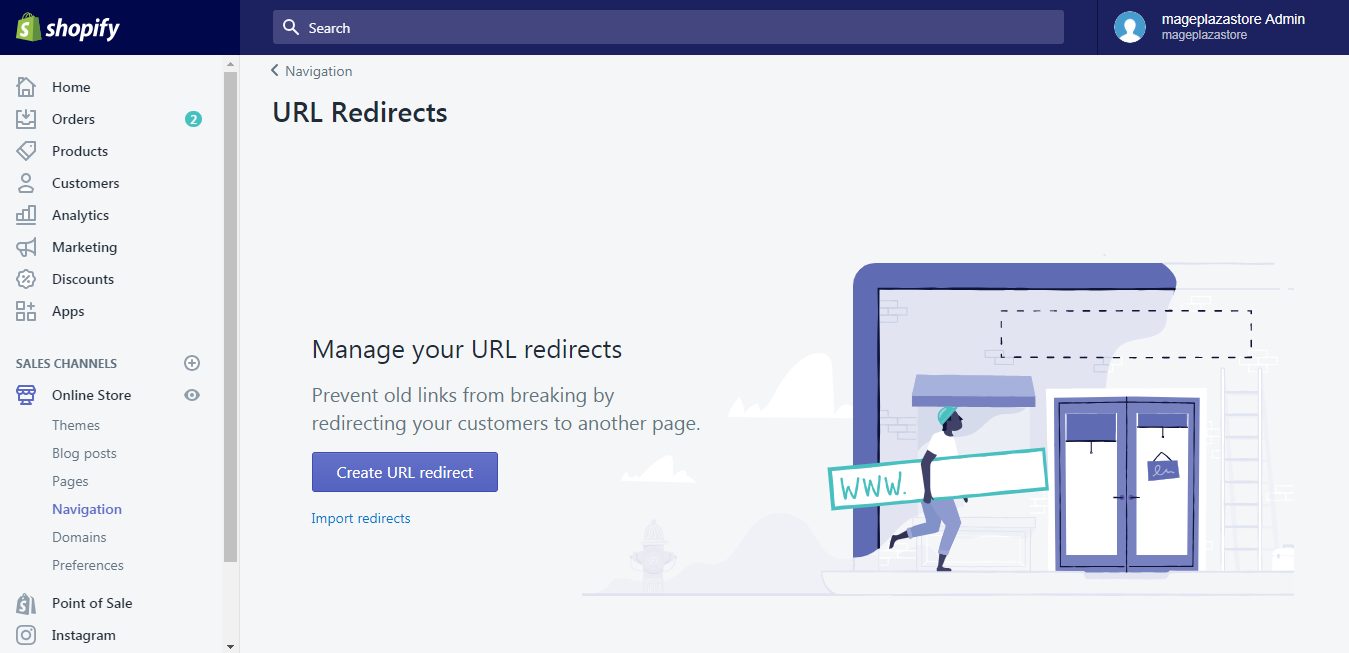 shopify
Search
mageplazastore Admin
mageplazastore
Home
Orders 2
Products
Customers
Analytics
Marketing
Discounts
Apps
SALES CHANNELS
Online Store
Themes
Blog posts
Pages
Navigation
Domains
Preferences
Point of Sale
Instagram
Navigation
URL Redirects
Manage your URL redirects
Prevent old links from breaking by
redirecting your customers to another page.
Create URL redirect
Import redirects
WWW.